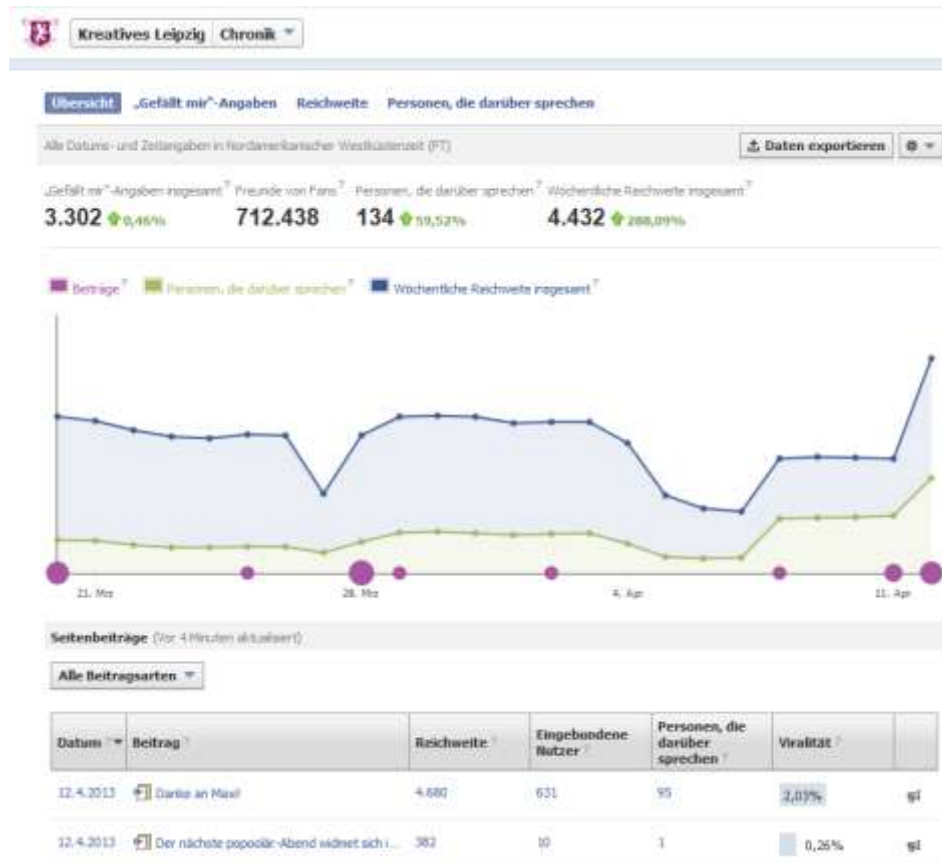 Kreatives Leipzig Chronik
Übersicht „Gefällt mir"-Angaben Reichweite Personen, die darüber sprechen
Alle Datums- und Zeitangaben in Nordamerikanischer Westküstenzeit (PT) Daten exportieren
„Gefällt mir"-Angaben insgesamt ? Freunde von Fans ? Personen, die darüber sprechen ? Wöchentliche Reichweite insgesamt ?
3.302 0,46% 712.438 134 59,52% 4.432 288,09%
Beiträge ? Personen, die darüber sprechen ? Wöchentliche Reichweite insgesamt ?
21. Mrz 28. Mrz 4. Apr 11. Apr
Seitenbeiträge (Vor 4 Minuten aktualisiert)
Alle Beitragsarten
Datum ? Beitrag ? Reichweite ? Eingebundene Nutzer ? Personen, die darüber sprechen ? Viralität ?
12.4.2013 Danke an Maxi! 4.680 631 95 2,03%
12.4.2013 Der nächste popoolär-Abend widmet sich i... 382 10 1 0,26%